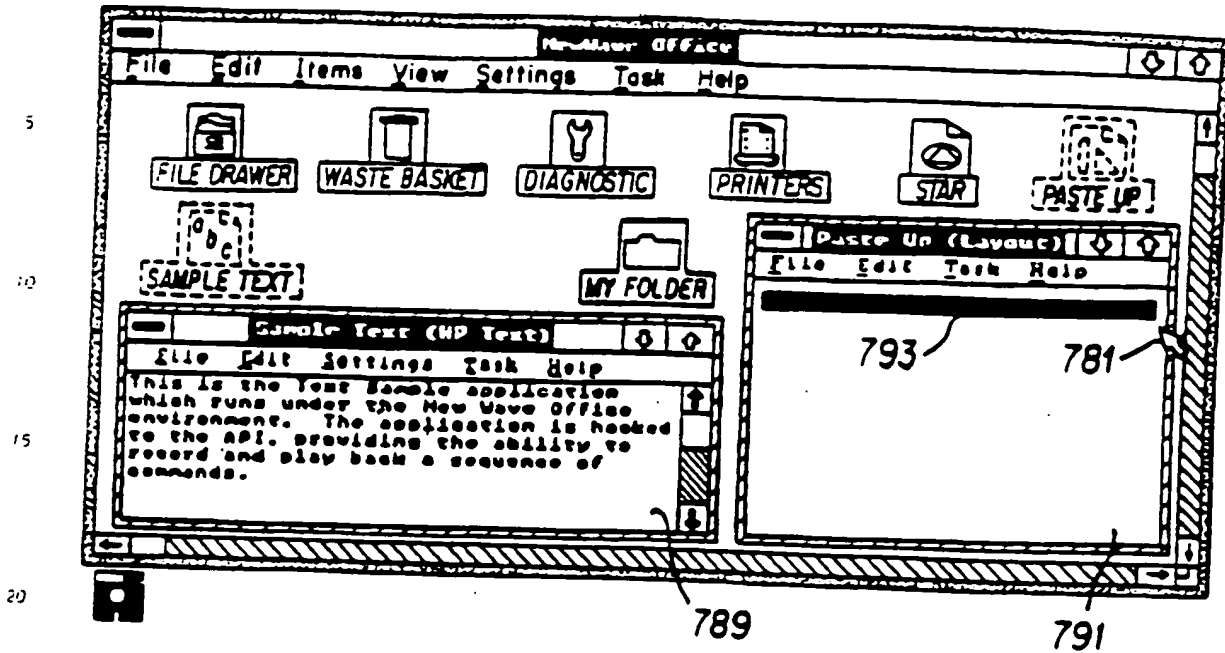 NewWave Office
File Edit Items View Settings Task Help
5
FILE DRAWER WASTE BASKET DIAGNOSTIC PRINTERS STAR PASTE UP
abc
SAMPLE TEXT MY FOLDER
Paste Up (Layout)
File Edit Task Help
10
Sample Text (HP Text)
File Edit Settings Task Help
793 781
This is the Text Sample application
which runs under the New Wave Office
environment. The application is hooked
to the API, providing the ability to
record and play back a sequence of
commands.
15
20
789 791